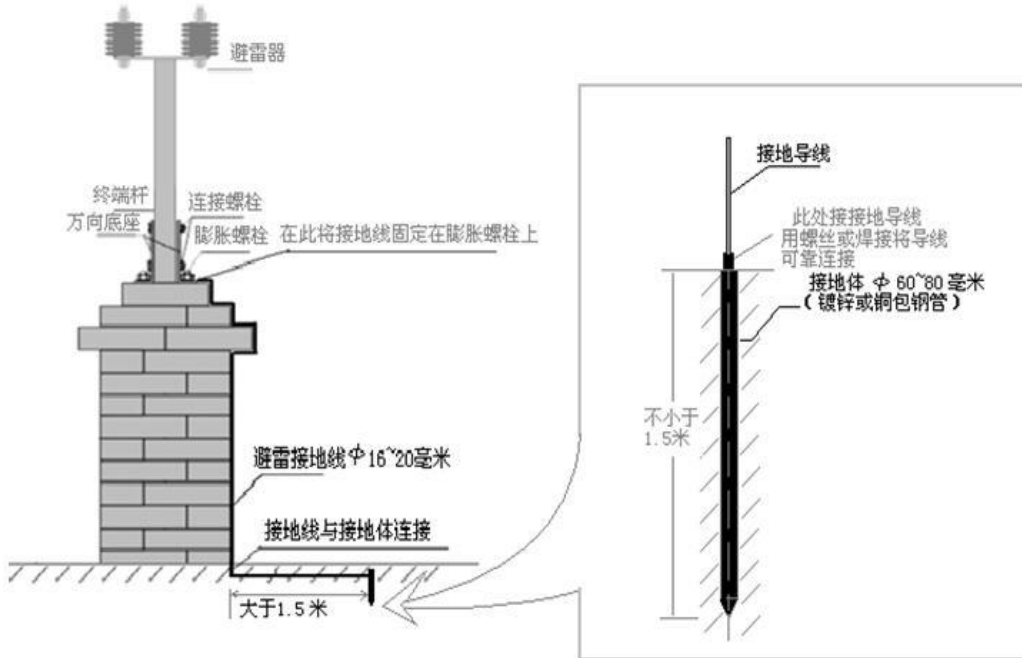 避雷器
终端杆
万向底座
连接螺栓
膨胀螺栓
在此将接地线固定在膨胀螺栓上
避雷接地线ф16~20毫米
接地线与接地体连接
大于1.5米
接地导线
此处接接地导线
用螺丝或焊接将导线
可靠连接
接地体 ф 60~80 毫米
(镀锌或铜包钢管)
不小于
1.5米